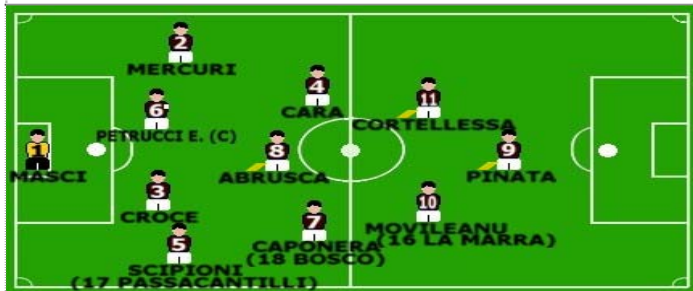 2
MERCURI
6
PETRUCCI E. (C)
4
CARA
11
CORTELLESSA
1
MASCI
8
ABRUSCA
9
PINATA
3
CROCE
7
CAPONERA
(18 BOSCO)
10
MOVILEANU
(16 LA MARRA)
5
SCIPIONI
(17 PASSACANTILLI)